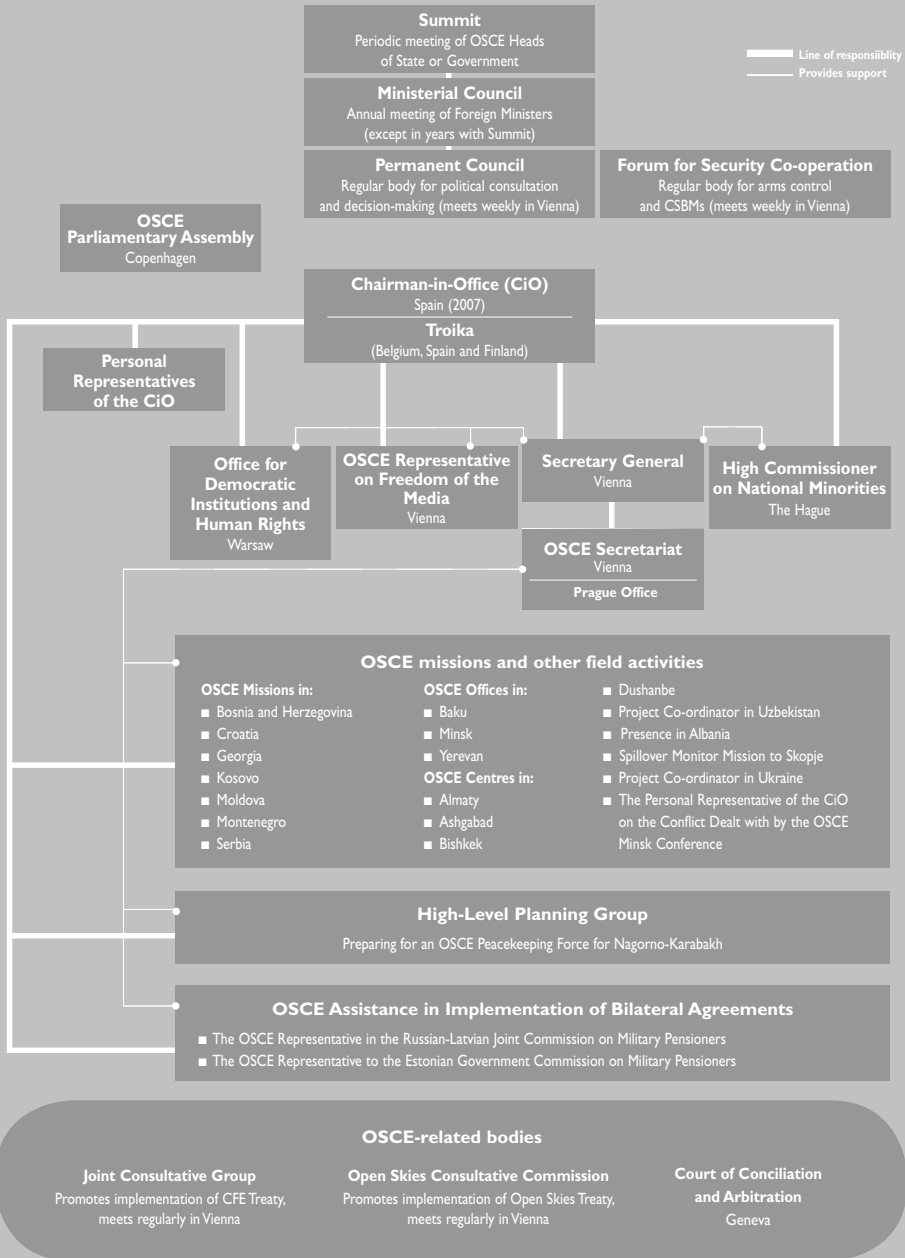 Summit
Periodic meeting of OSCE Heads
of State or Government
Line of responsiiblity
Provides support
Ministerial Council
Annual meeting of Foreign Ministers
(except in years with Summit)
Permanent Council
Regular body for political consultation
and decision-making (meets weekly in Vienna)
Forum for Security Co-operation
Regular body for arms control
and CSBMs (meets weekly in Vienna)
OSCE
Parliamentary Assembly
Copenhagen
Chairman-in-Office (CiO)
Spain (2007)
Troika
(Belgium, Spain and Finland)
Personal
Representatives
of the CiO
Office for
Democratic
Institutions and
Human Rights
Warsaw
OSCE Representative
on Freedom of the
Media
Vienna
Secretary General
Vienna
High Commissioner
on National Minorities
The Hague
OSCE Secretariat
Vienna
Prague Office
OSCE missions and other field activities
OSCE Missions in:
■ Bosnia and Herzegovina
■ Croatia
■ Georgia
■ Kosovo
■ Moldova
■ Montenegro
■ Serbia
OSCE Offices in:
■ Baku
■ Minsk
■ Yerevan
OSCE Centres in:
■ Almaty
■ Ashgabad
■ Bishkek
■ Dushanbe
■ Project Co-ordinator in Uzbekistan
■ Presence in Albania
■ Spillover Monitor Mission to Skopje
■ Project Co-ordinator in Ukraine
■ The Personal Representative of the CiO
on the Conflict Dealt with by the OSCE
Minsk Conference
High-Level Planning Group
Preparing for an OSCE Peacekeeping Force for Nagorno-Karabakh
OSCE Assistance in Implementation of Bilateral Agreements
■ The OSCE Representative in the Russian-Latvian Joint Commission on Military Pensioners
■ The OSCE Representative to the Estonian Government Commission on Military Pensioners
OSCE-related bodies
Joint Consultative Group
Promotes implementation of CFE Treaty,
meets regularly in Vienna
Open Skies Consultative Commission
Promotes implementation of Open Skies Treaty,
meets regularly in Vienna
Court of Conciliation
and Arbitration
Geneva